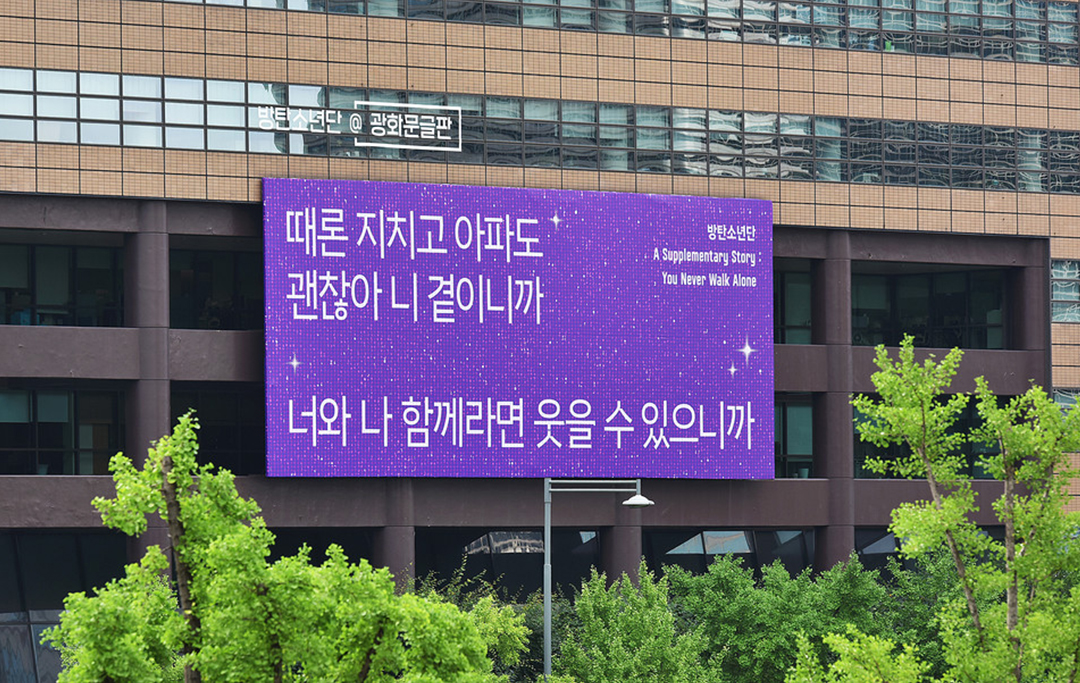 방탄소년단 @ 광화문글판
때론 지치고 아파도
괜찮아 니 곁이니까
너와 나 함께라면 웃을 수 있으니까
방탄소년단
A Supplementary Story :
You Never Walk Alone